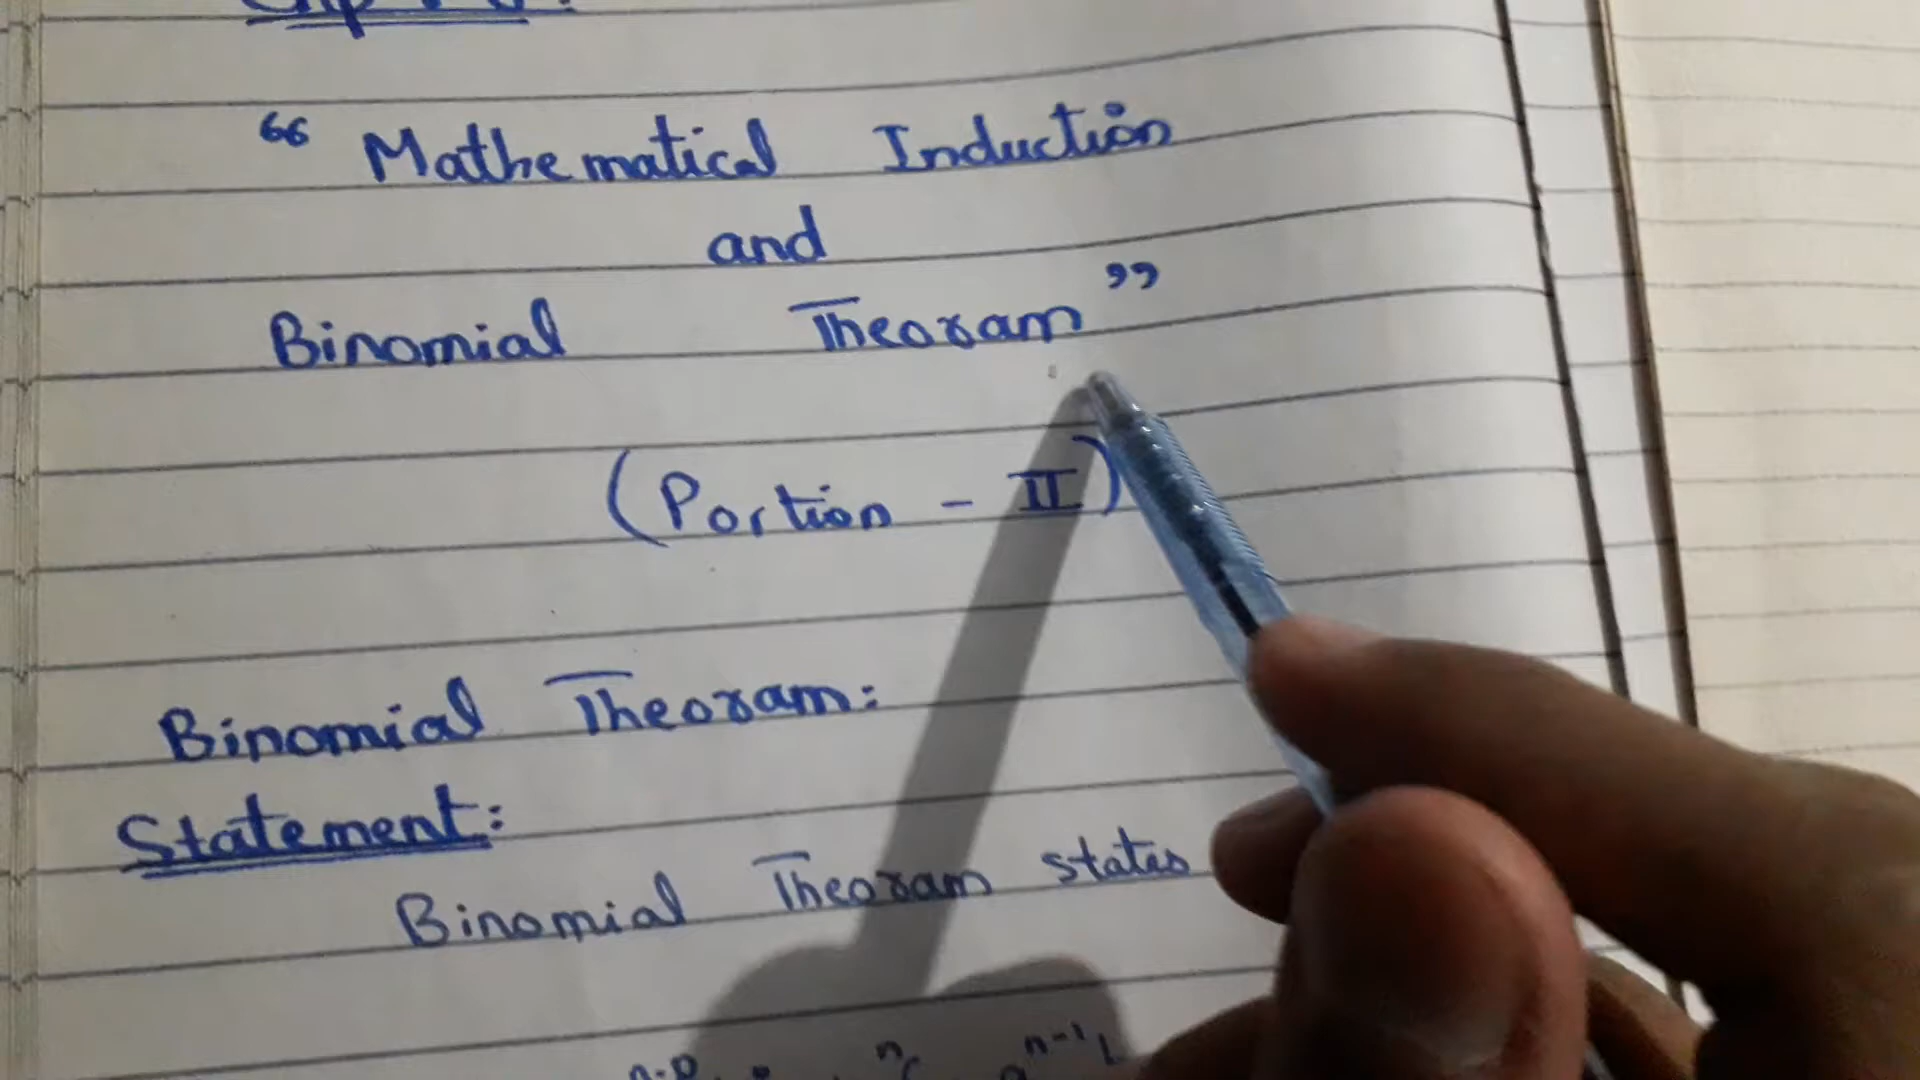 “ Mathematical Induction
and
Binomial Theoram ”
(Portion - II)
Binomial Theoram:
Statement:
Binomial Theoram states